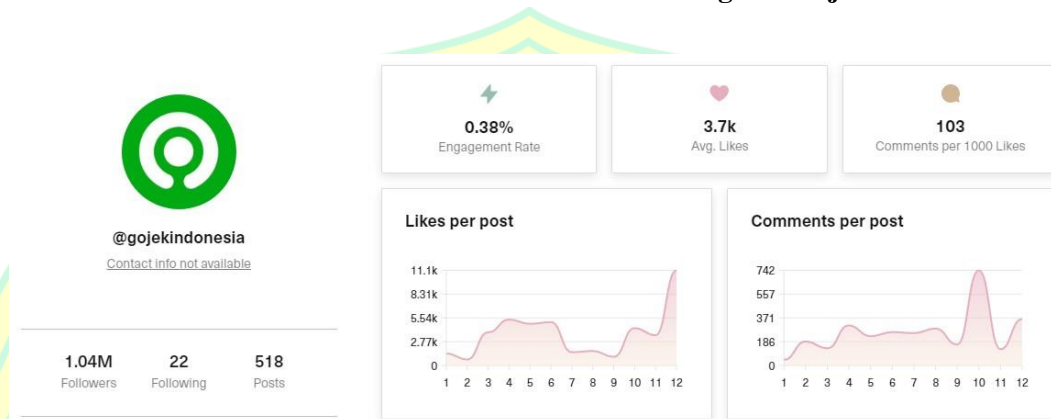 0.38%
Engagement Rate
3.7k
Avg. Likes
103
Comments per 1000 Likes
@gojekindonesia
Contact info not available
1.04M 22 518
Followers Following Posts
Likes per post
11.1k
8.31k
5.54k
2.77k
0
1 2 3 4 5 6 7 8 9 10 11 12
Comments per post
742
557
371
186
0
1 2 3 4 5 6 7 8 9 10 11 12